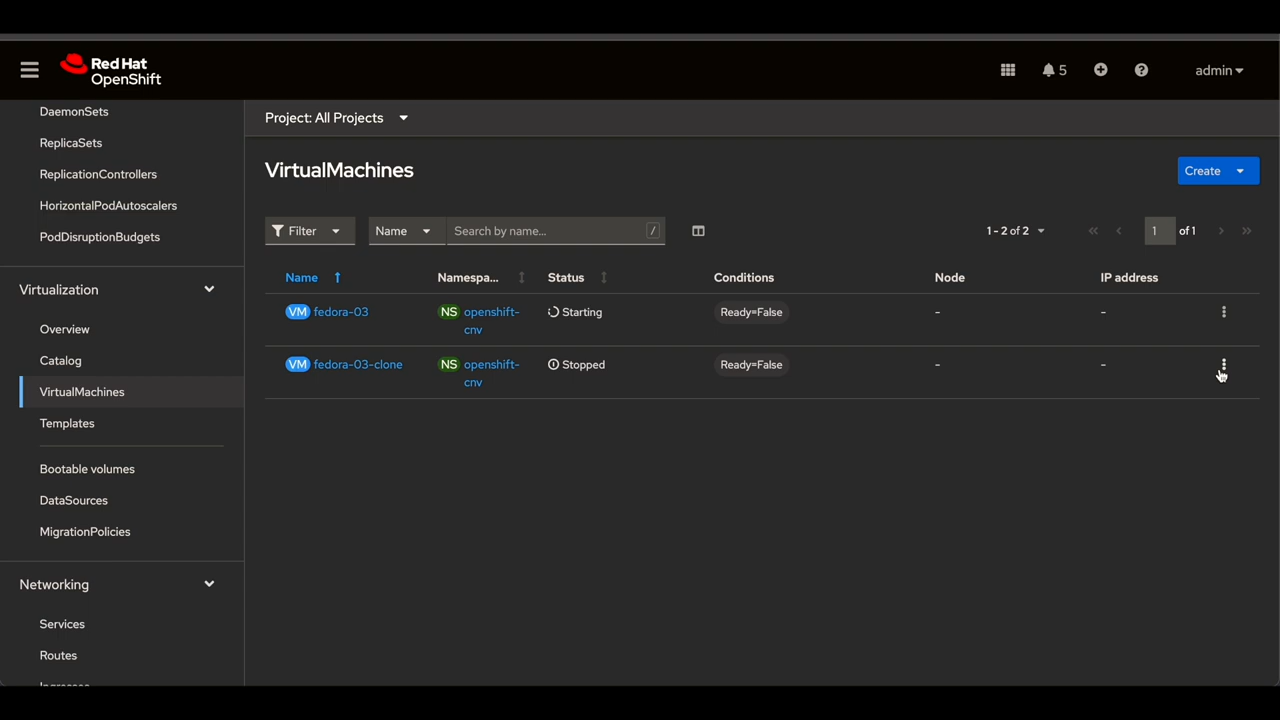 Red Hat
OpenShift
5
admin
DaemonSets
ReplicaSets
ReplicationControllers
HorizontalPodAutoscalers
PodDisruptionBudgets
Virtualization
Overview
Catalog
VirtualMachines
Templates
Bootable volumes
DataSources
MigrationPolicies
Networking
Services
Routes
Project: All Projects
VirtualMachines
Create
Filter
Name
Search by name...
/
1 - 2 of 2
1
of 1
Name
Namespa...
Status
Conditions
Node
IP address
VM fedora-03
NS openshift-
cnv
Starting
Ready=False
-
-
VM fedora-03-clone
NS openshift-
cnv
Stopped
Ready=False
-
-